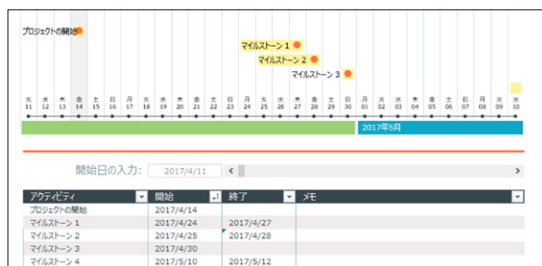 プロジェクトの開始
マイルストーン 1
マイルストーン 2
マイルストーン 3
火 水 木 金 土 日 月 火 水 木 金 土 日 月 火 水 木 金 土 日 月 火 水 木 金 土 日 月 火 水
11 12 13 14 15 16 17 18 19 20 21 22 23 24 25 26 27 28 29 30 01 02 03 04 05 06 07 08 09 10
2017年5月
開始日の入力: 2017/4/11
アクティビティ 開始 終了 メモ
プロジェクトの開始 2017/4/14
マイルストーン 1 2017/4/24 2017/4/27
マイルストーン 2 2017/4/25 2017/4/28
マイルストーン 3 2017/4/30
マイルストーン 4 2017/5/10 2017/5/12